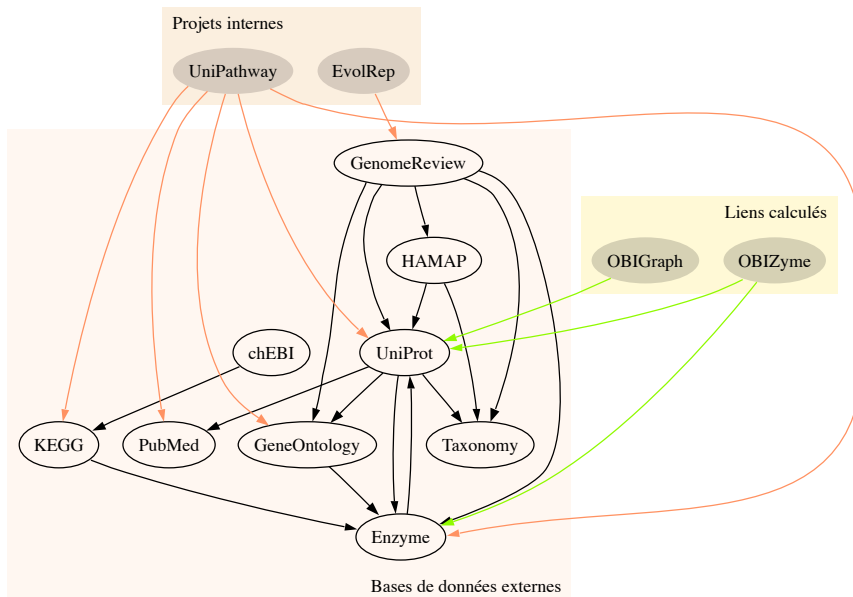 Projets internes
UniPathway
EvolRep
GenomeReview
Liens calculés
HAMAP
OBIGraph
OBIZyme
chEBI
UniProt
KEGG
PubMed
GeneOntology
Taxonomy
Enzyme
Bases de données externes